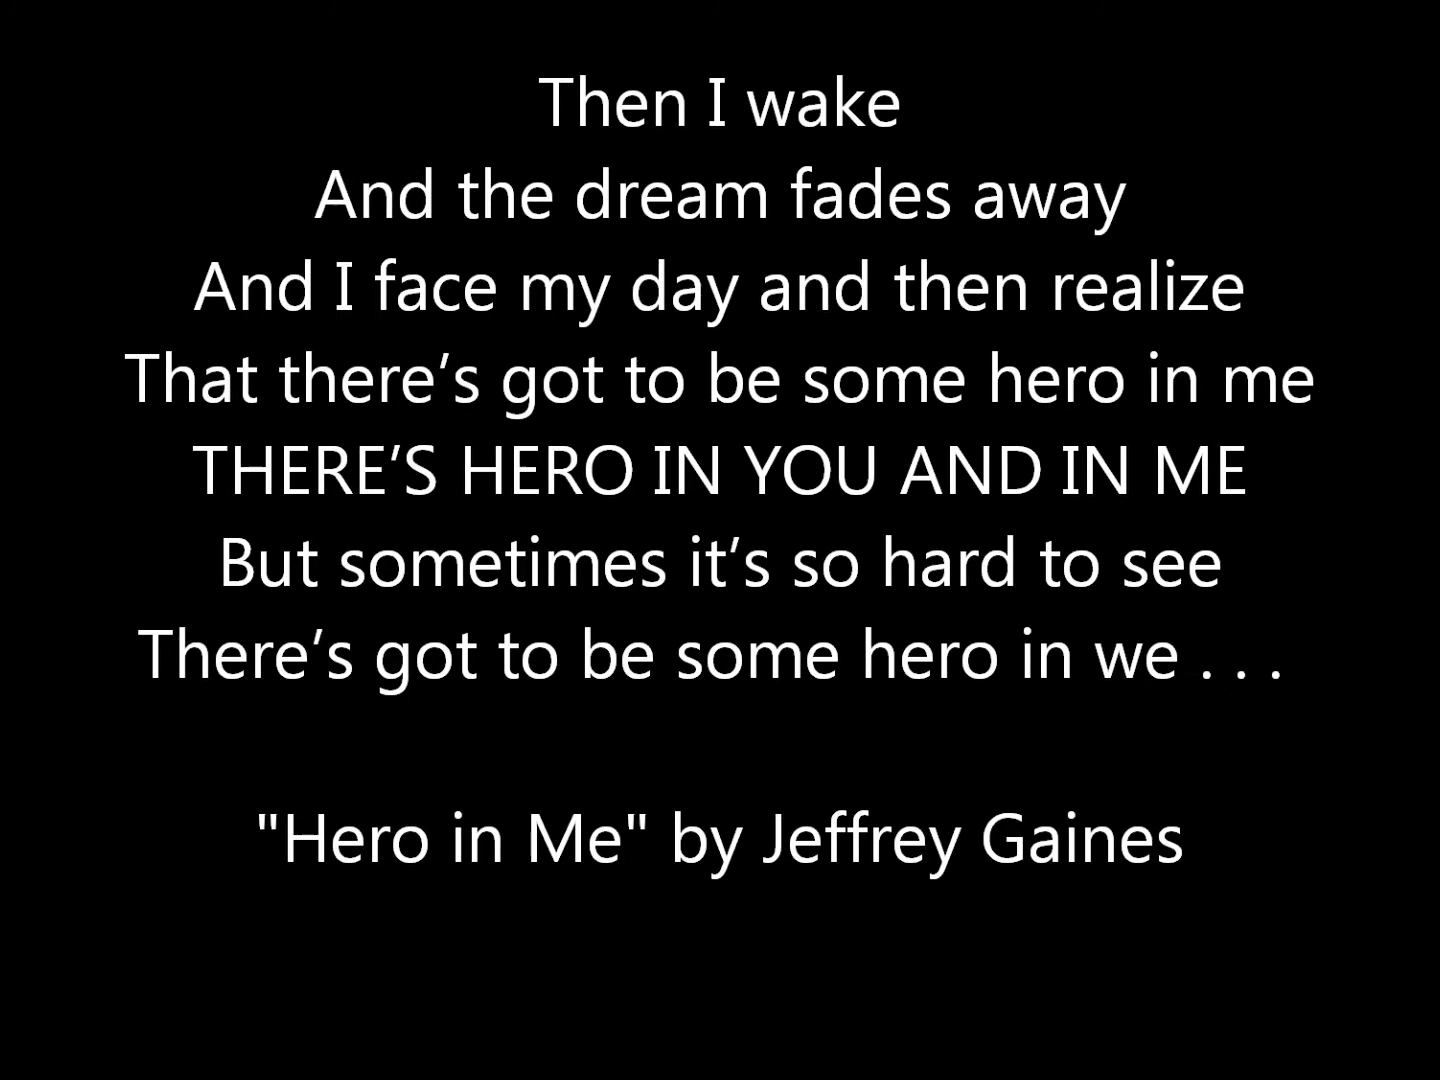 Then I wake
And the dream fades away
And I face my day and then realize
That there’s got to be some hero in me
THERE’S HERO IN YOU AND IN ME
But sometimes it’s so hard to see
There’s got to be some hero in we . . .
"Hero in Me" by Jeffrey Gaines